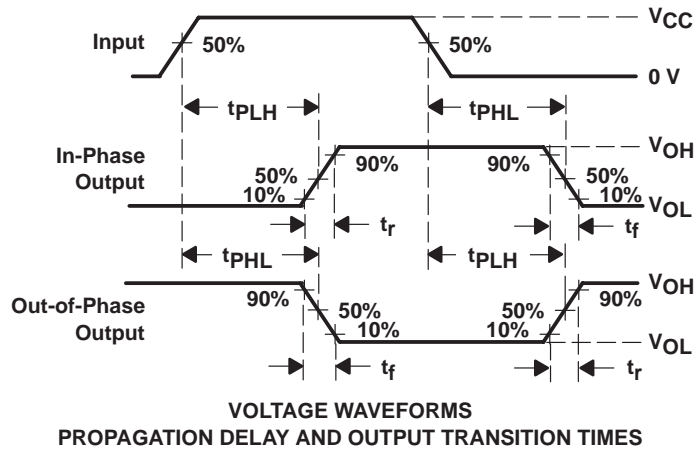 VCC
Input
50%
50%
0 V
tPLH
tPHL
In-Phase
Output
VOH
90%
90%
50%
50%
10%
10%
VOL
tr
tf
tPHL
tPLH
Out-of-Phase
Output
VOH
90%
90%
50%
50%
10%
10%
VOL
tf
tr
VOLTAGE WAVEFORMS
PROPAGATION DELAY AND OUTPUT TRANSITION TIMES